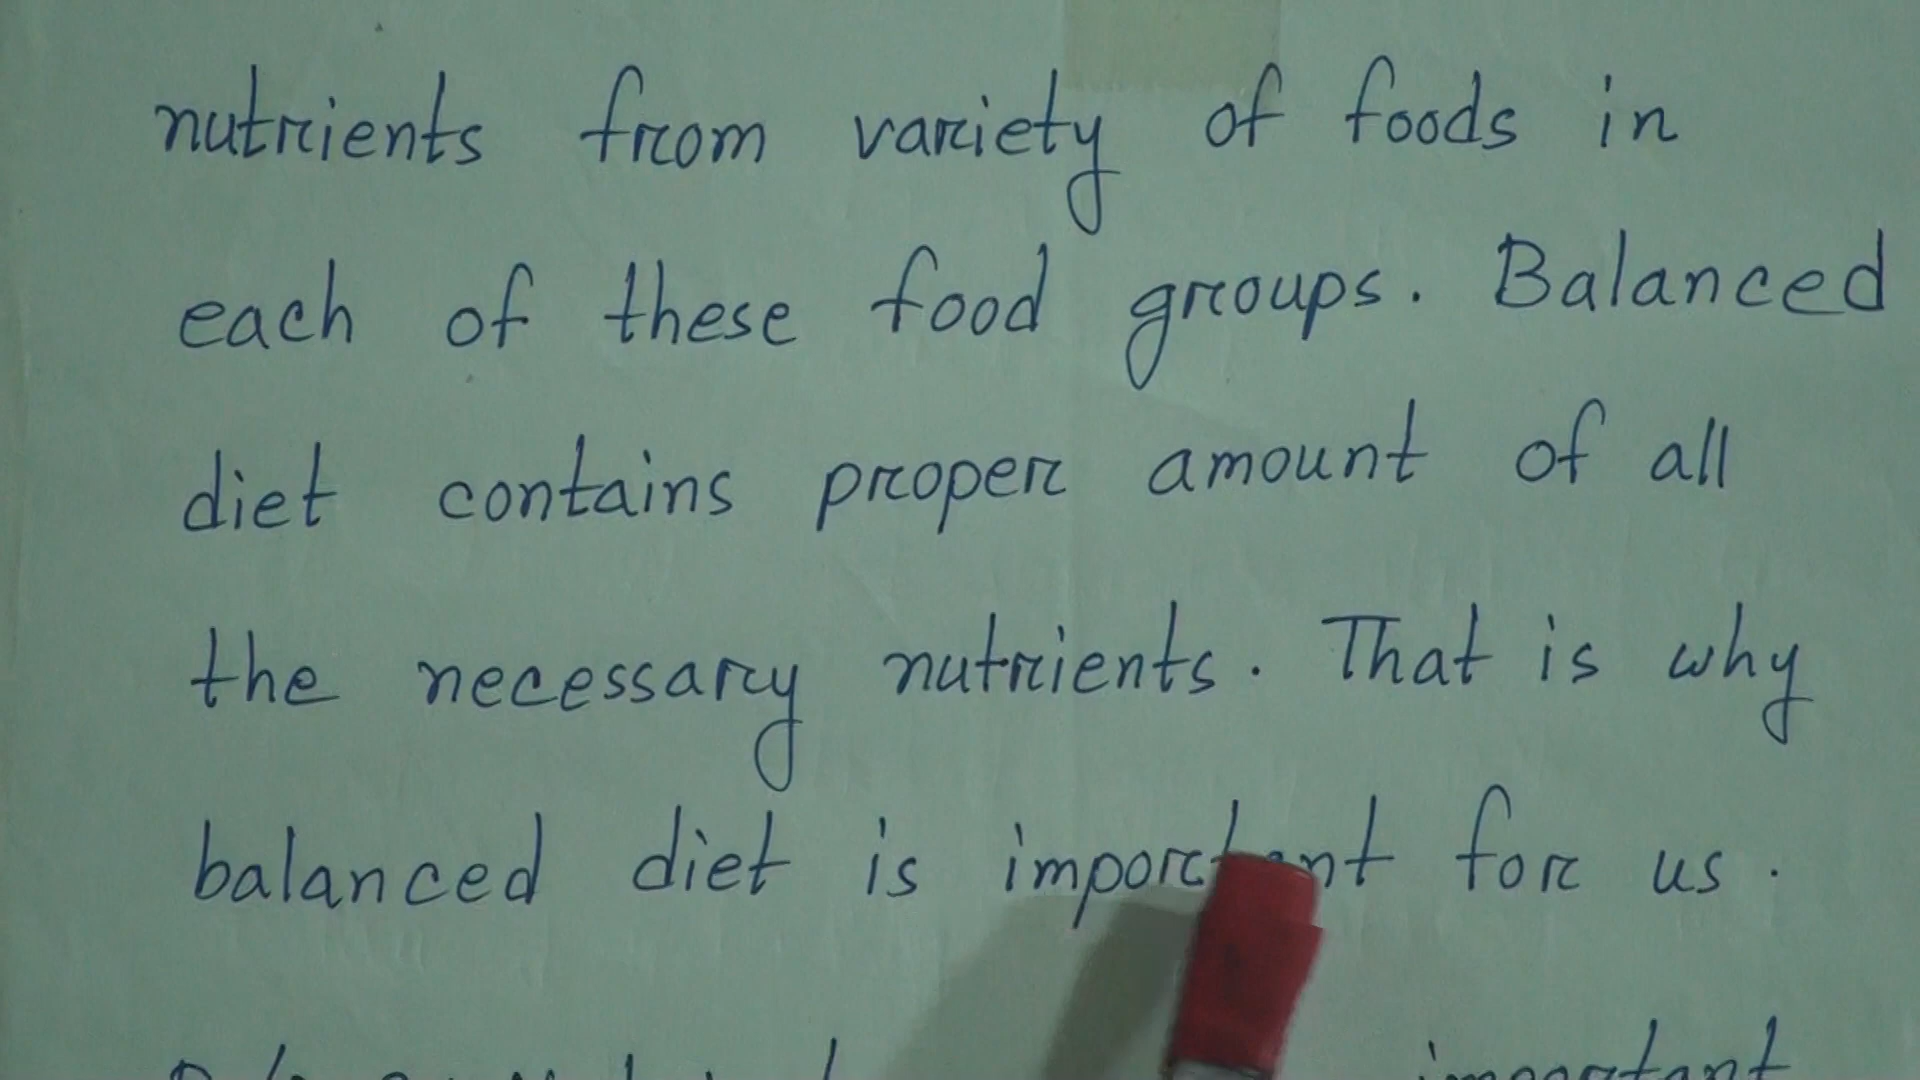 nutrients from variety of foods in
each of these food groups. Balanced
diet contains proper amount of all
the necessary nutrients. That is why
balanced diet is important for us.
important